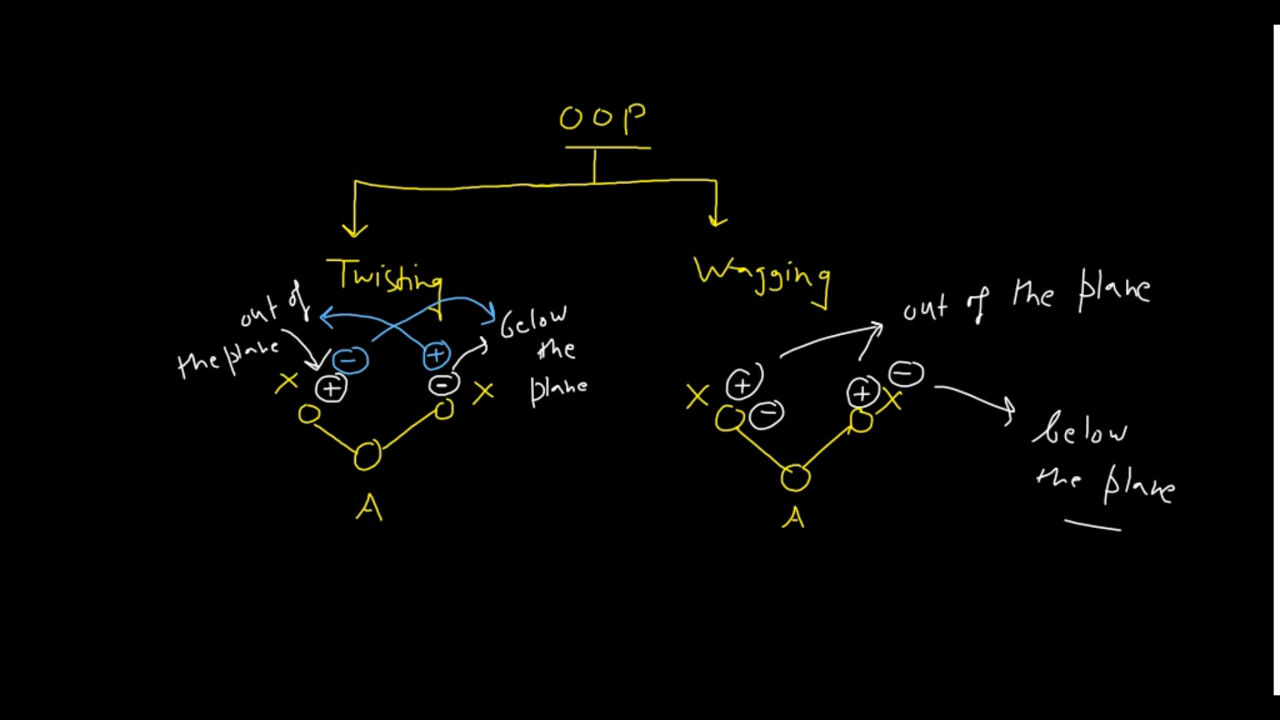 OOP
Twisting
Wagging
out of
the plane
below
the
plane
out of the plane
- +
X + - X
X + + -
- X
below
the plane
A
A